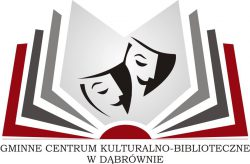 GMINNE CENTRUM KULTURALNO-BIBLIOTECZNE
W DĄBRÓWNIE